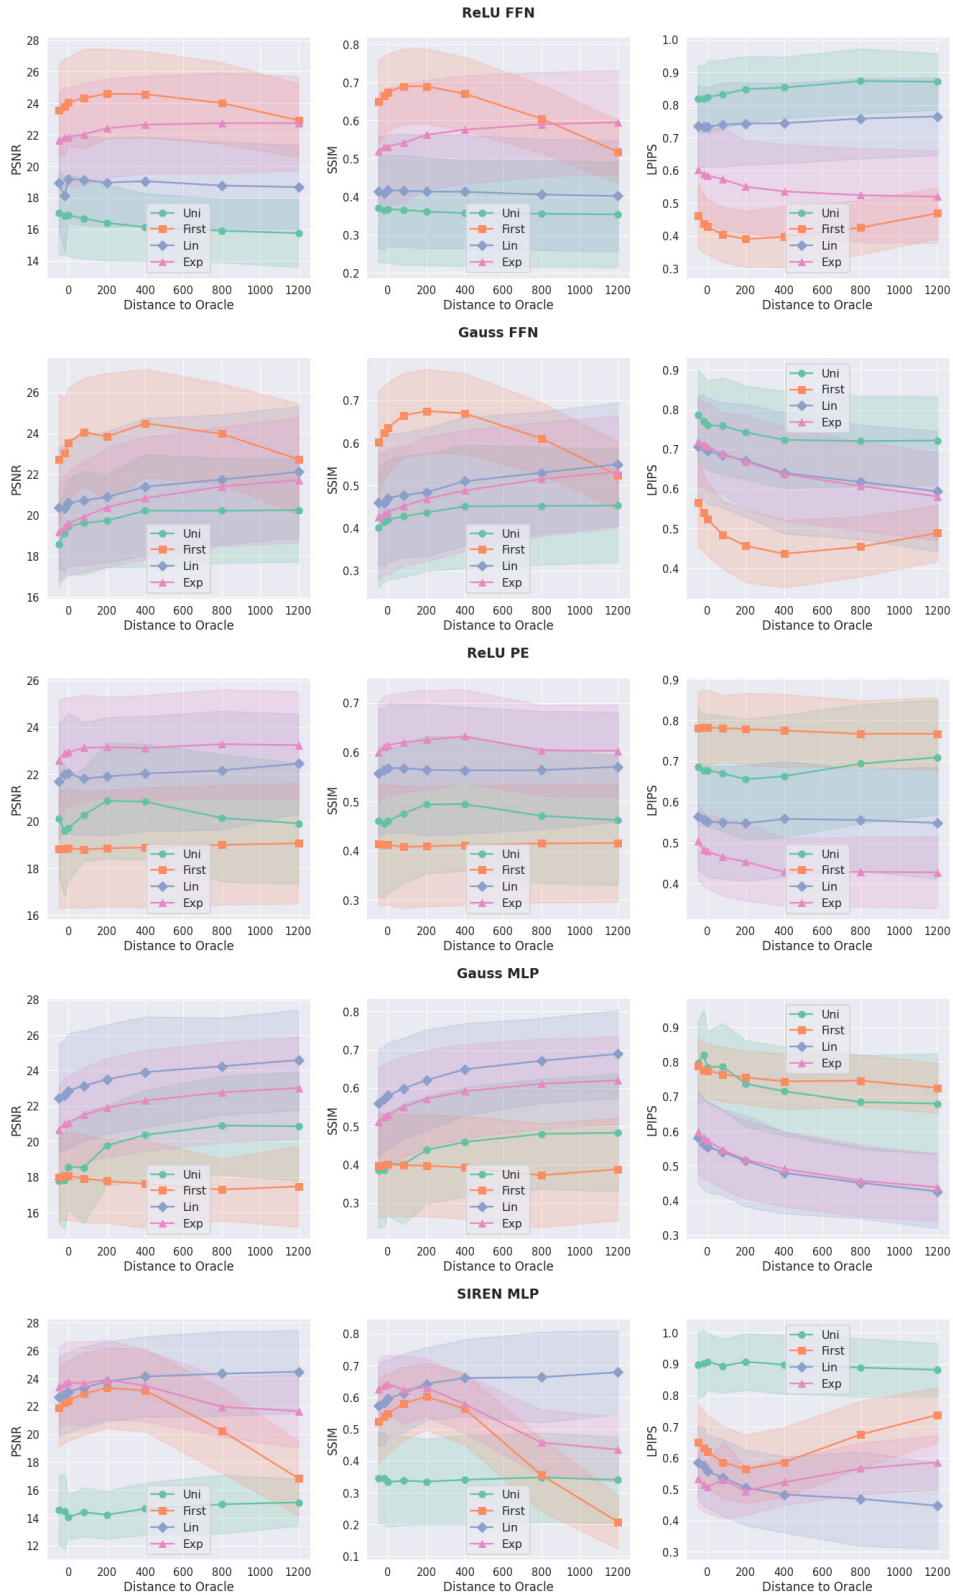 ReLU FFN
PSNR
28
26
24
22
20
18
16
14
0 200 400 600 800 1000 1200
Distance to Oracle
Uni
First
Lin
Exp
SSIM
0.8
0.7
0.6
0.5
0.4
0.3
0.2
0 200 400 600 800 1000 1200
Distance to Oracle
Uni
First
Lin
Exp
LPIPS
1.0
0.9
0.8
0.7
0.6
0.5
0.4
0.3
0 200 400 600 800 1000 1200
Distance to Oracle
Uni
First
Lin
Exp
Gauss FFN
PSNR
26
24
22
20
18
16
0 200 400 600 800 1000 1200
Distance to Oracle
Uni
First
Lin
Exp
SSIM
0.7
0.6
0.5
0.4
0.3
0 200 400 600 800 1000 1200
Distance to Oracle
Uni
First
Lin
Exp
LPIPS
0.9
0.8
0.7
0.6
0.5
0.4
0 200 400 600 800 1000 1200
Distance to Oracle
Uni
First
Lin
Exp
ReLU PE
PSNR
26
24
22
20
18
16
0 200 400 600 800 1000 1200
Distance to Oracle
Uni
First
Lin
Exp
SSIM
0.7
0.6
0.5
0.4
0.3
0 200 400 600 800 1000 1200
Distance to Oracle
Uni
First
Lin
Exp
LPIPS
0.9
0.8
0.7
0.6
0.5
0.4
0 200 400 600 800 1000 1200
Distance to Oracle
Uni
First
Lin
Exp
Gauss MLP
PSNR
28
26
24
22
20
18
16
0 200 400 600 800 1000 1200
Distance to Oracle
Uni
First
Lin
Exp
SSIM
0.8
0.7
0.6
0.5
0.4
0.3
0 200 400 600 800 1000 1200
Distance to Oracle
Uni
First
Lin
Exp
LPIPS
0.9
0.8
0.7
0.6
0.5
0.4
0.3
0 200 400 600 800 1000 1200
Distance to Oracle
Uni
First
Lin
Exp
SIREN MLP
PSNR
28
26
24
22
20
18
16
14
12
0 200 400 600 800 1000 1200
Distance to Oracle
Uni
First
Lin
Exp
SSIM
0.8
0.7
0.6
0.5
0.4
0.3
0.2
0.1
0 200 400 600 800 1000 1200
Distance to Oracle
Uni
First
Lin
Exp
LPIPS
1.0
0.9
0.8
0.7
0.6
0.5
0.4
0.3
0 200 400 600 800 1000 1200
Distance to Oracle
Uni
First
Lin
Exp